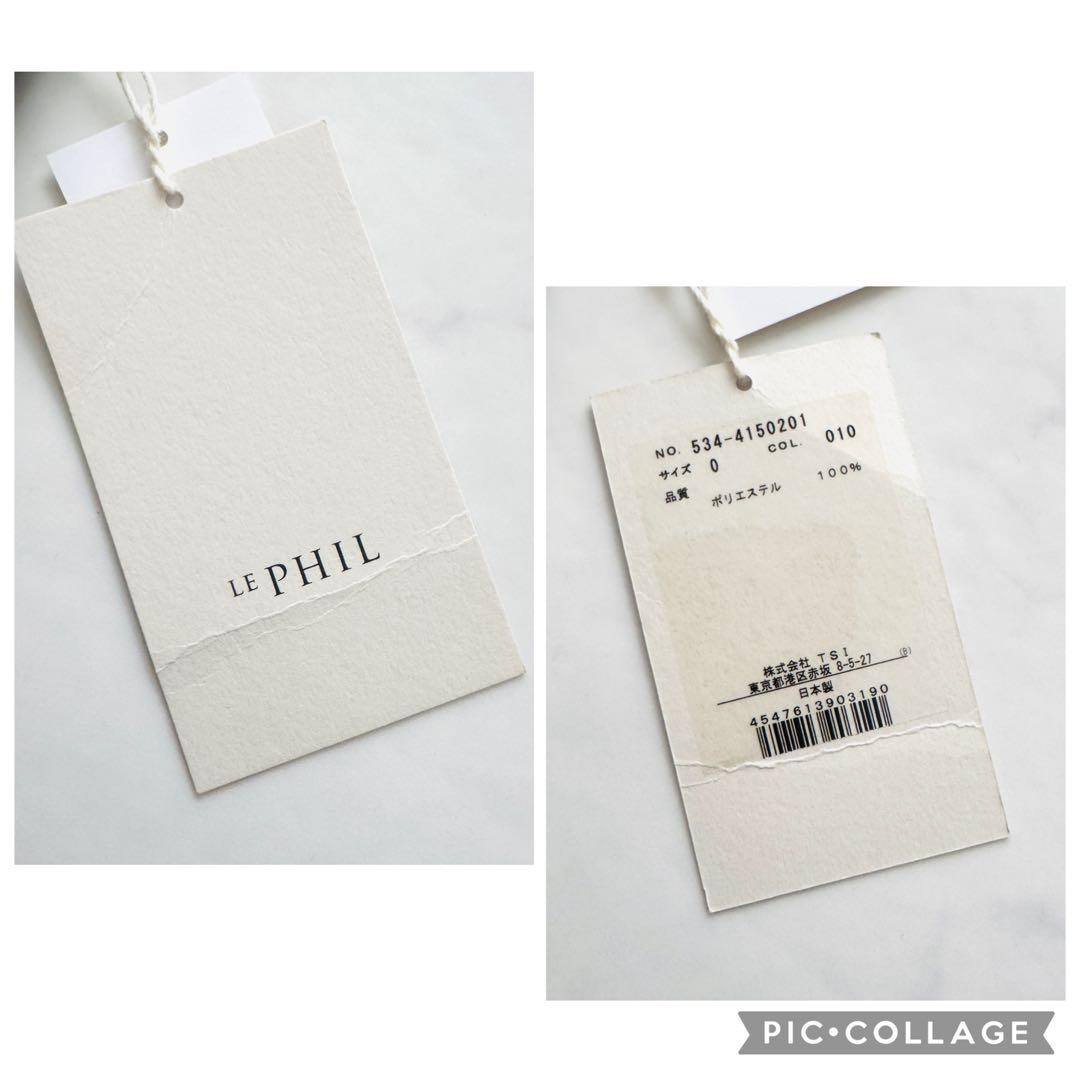 LE PHIL
NO. 534-4150201
サイズ 0 COL. 010
品質 ポリエステル 100%
株式会社 TSI
東京都港区赤坂 8-5-27 (B)
日本製
4547613903190
PIC•COLLAGE